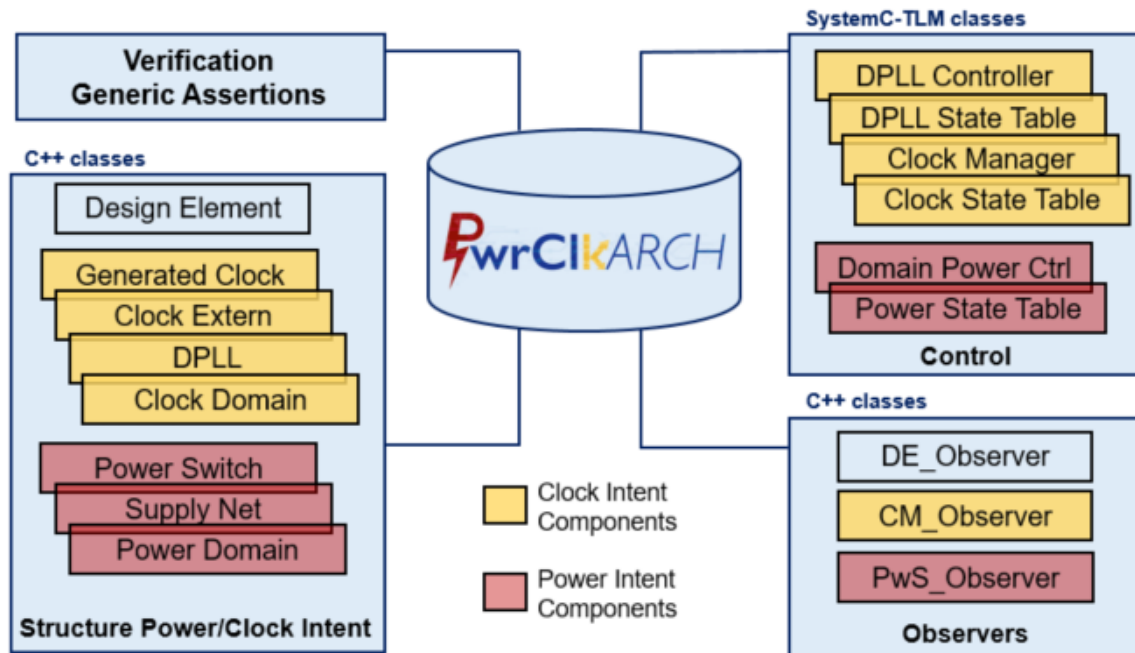 Verification
Generic Assertions
C++ classes
Design Element
Generated Clock
Clock Extern
DPLL
Clock Domain
Power Switch
Supply Net
Power Domain
Structure Power/Clock Intent
PwrClkARCH
Clock Intent
Components
Power Intent
Components
SystemC-TLM classes
DPLL Controller
DPLL State Table
Clock Manager
Clock State Table
Domain Power Ctrl
Power State Table
Control
C++ classes
DE_Observer
CM_Observer
PwS_Observer
Observers